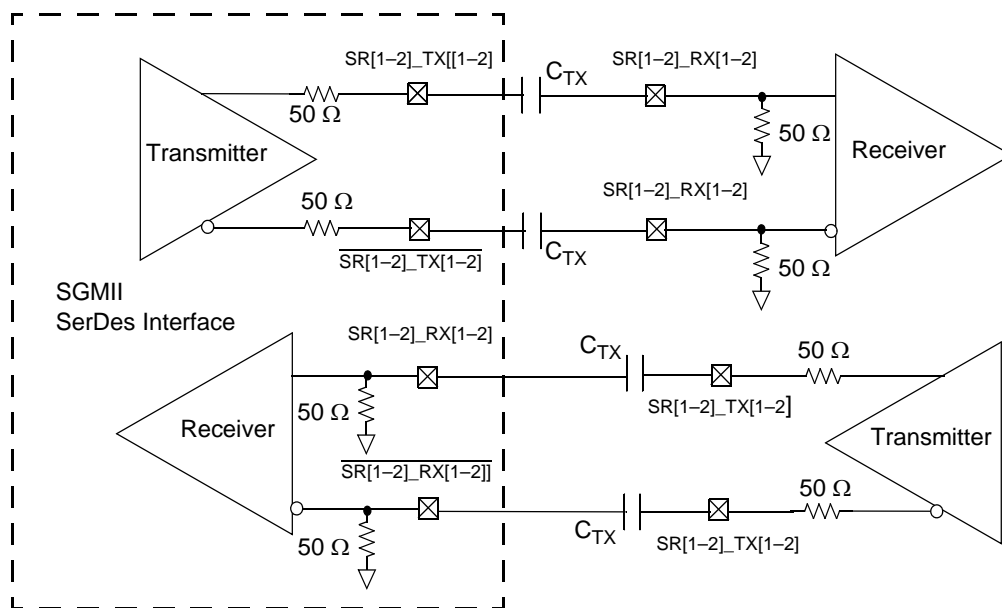 SR[1–2]_TX[[1–2]
C_TX
SR[1–2]_RX[1–2]
50 Ω
50 Ω
Transmitter
Receiver
50 Ω
SR[1–2]_RX[1–2]
SR[1–2]_TX[1–2]
C_TX
50 Ω
SGMII
SerDes Interface
SR[1–2]_RX[1–2]
C_TX
50 Ω
50 Ω
SR[1–2]_TX[1–2]
Receiver
Transmitter
SR[1–2]_RX[1–2]]
50 Ω
50 Ω
C_TX
SR[1–2]_TX[1–2]